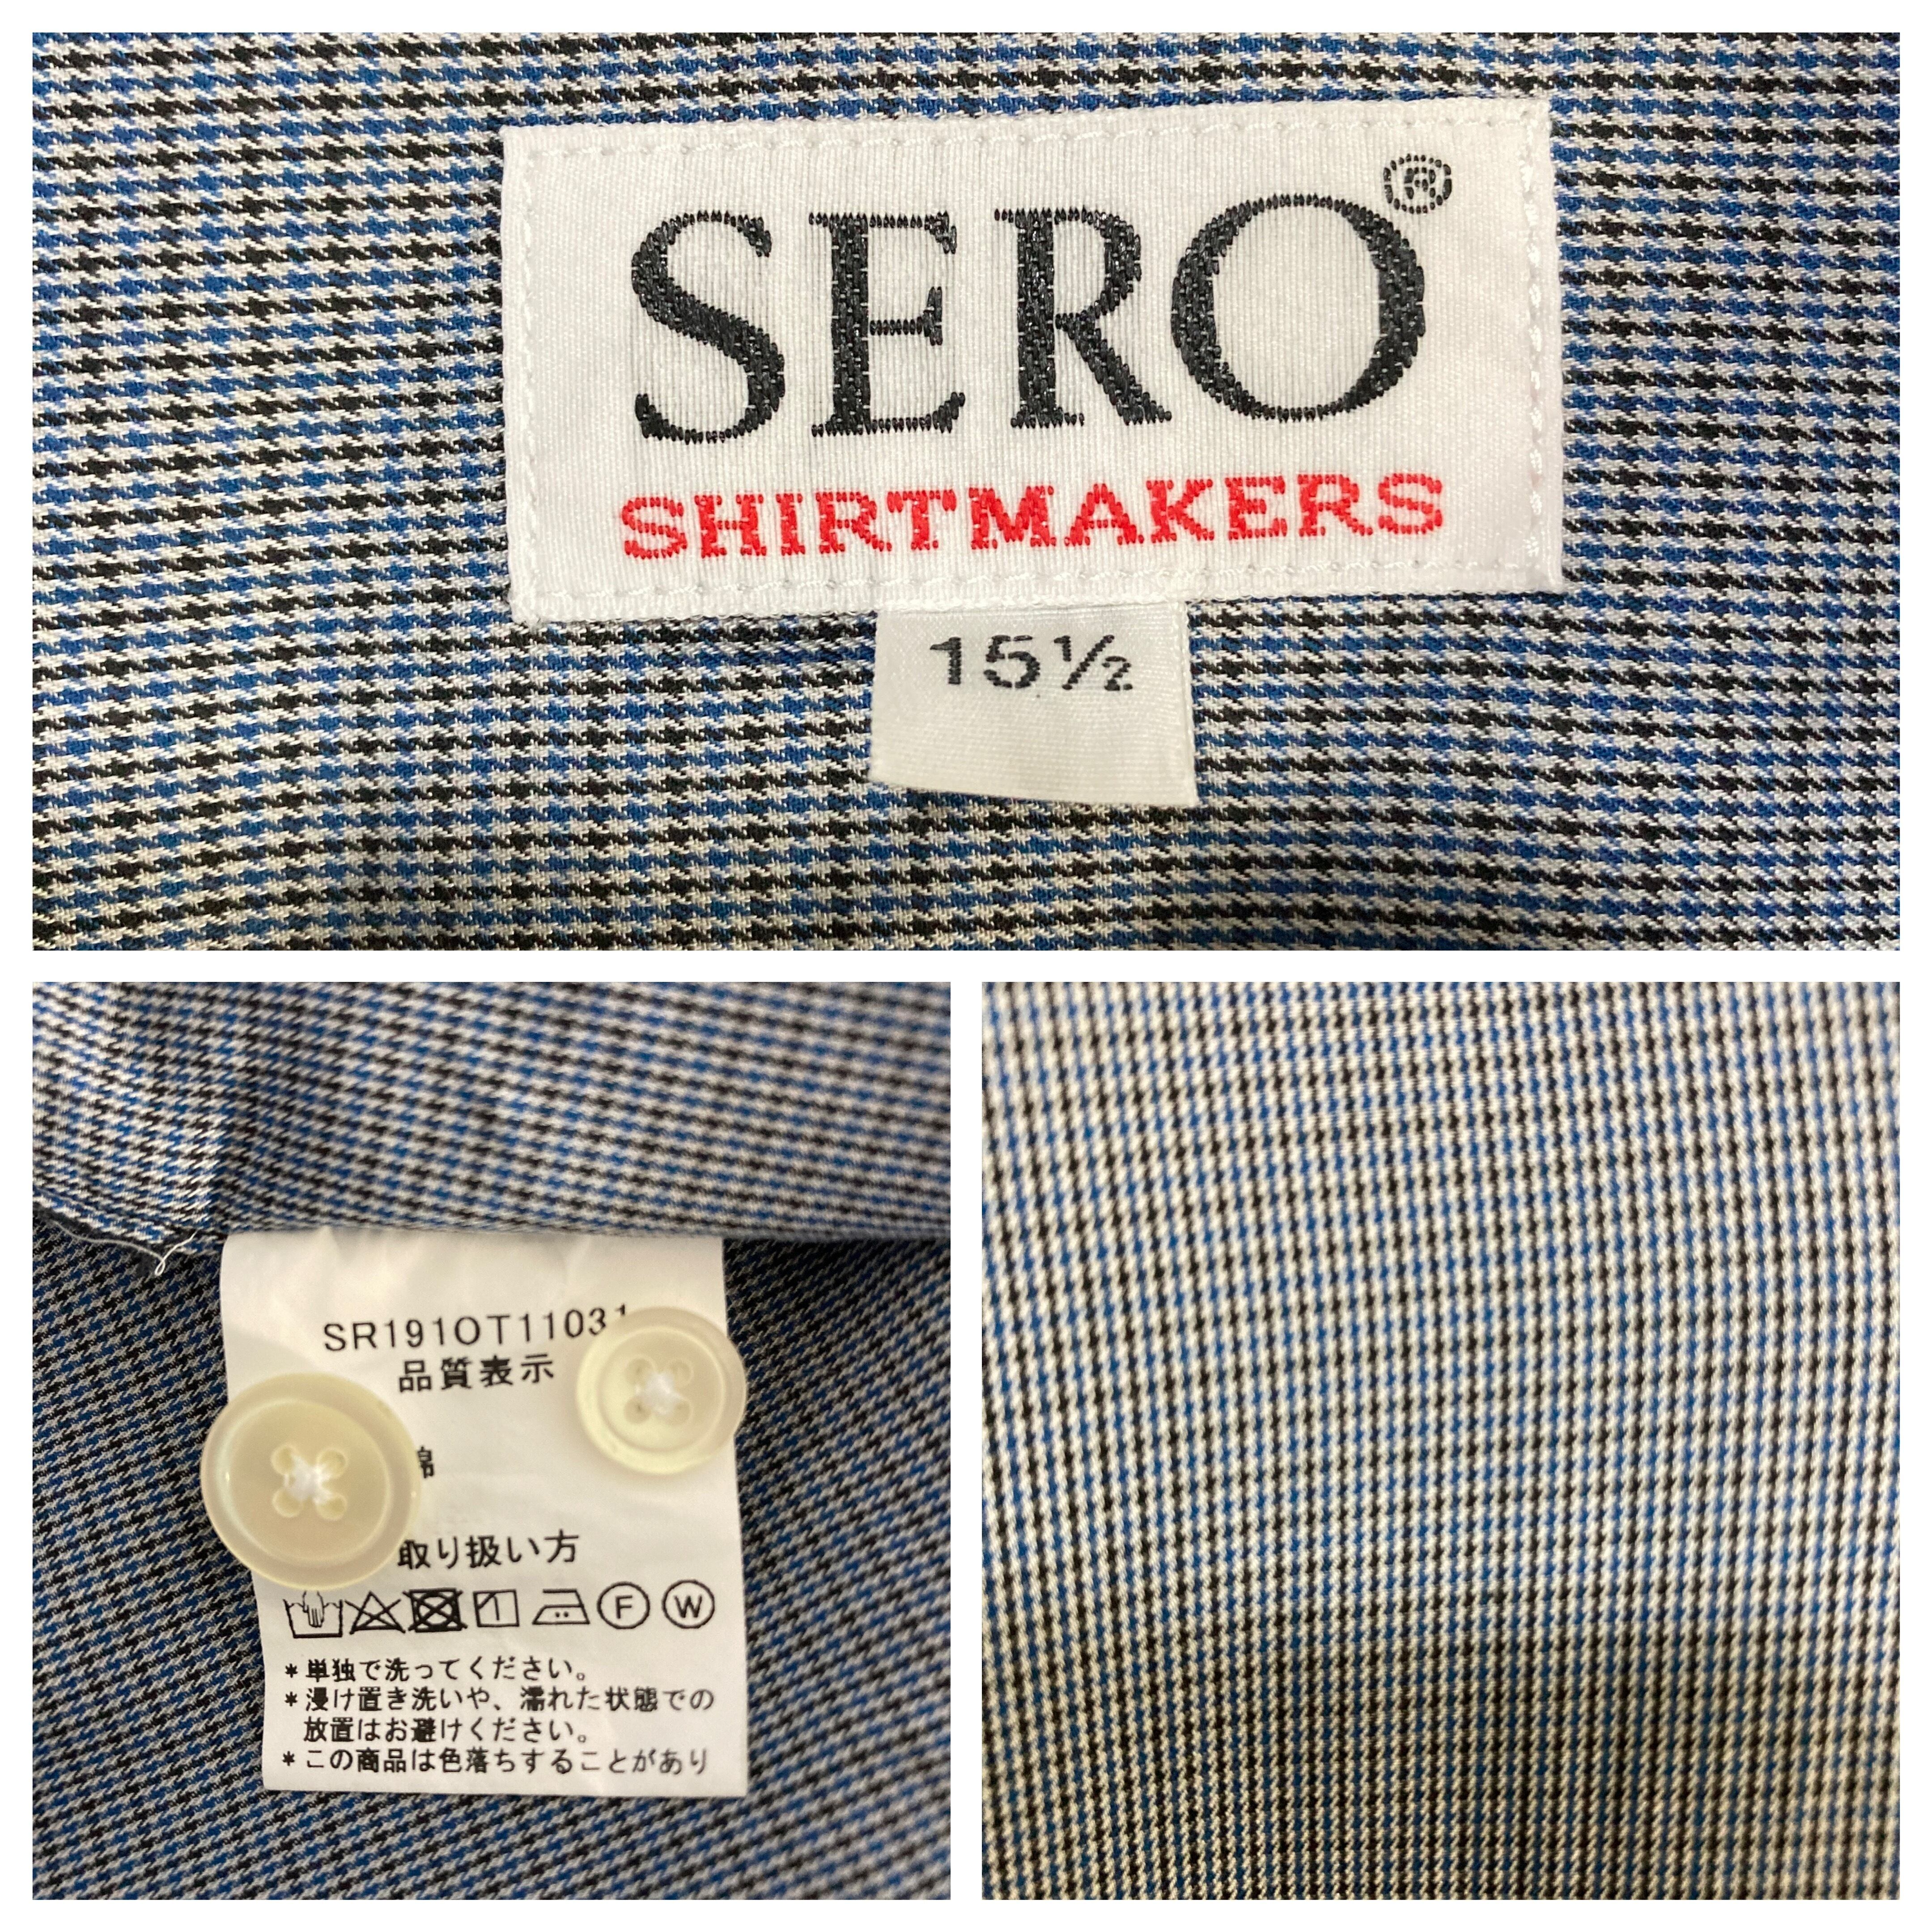 SERO®
SHIRTMAKERS
15½
SR191OT11031
品質表示
綿
取り扱い方
F W
*単独で洗ってください。
*浸け置き洗いや、濡れた状態での
放置はお避けください。
*この商品は色落ちすることがあり